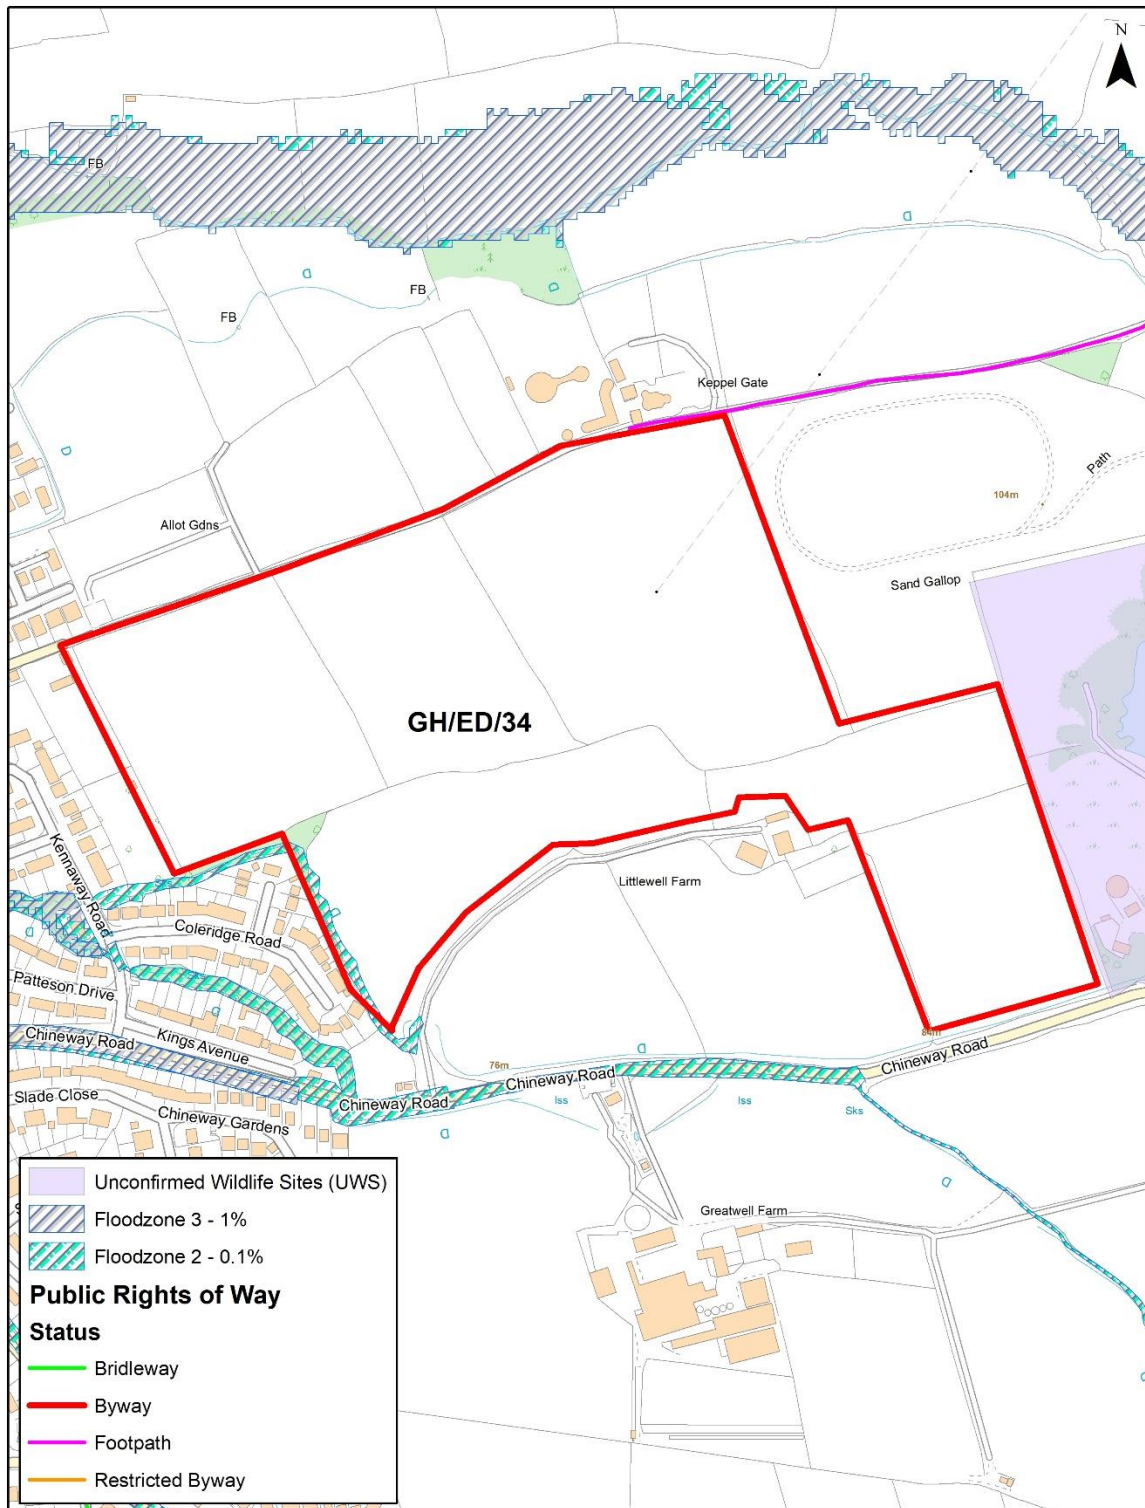 N
FB
D
D
D
FB
FB
Keppel Gate
D
Path
104m
Allot Gdns
Sand Gallop
GH/ED/34
Kennaway Road
Littlewell Farm
D
Coleridge Road
D
Patteson Drive
D
84m
Kings Avenue
Chineway Road
Chineway Road
D
76m
Chineway Road
Slade Close
Chineway Road
Iss
Iss
Sks
Chineway Gardens
D
D
Greatwell Farm
Unconfirmed Wildlife Sites (UWS)
Floodzone 3 - 1%
Floodzone 2 - 0.1%
Public Rights of Way
Status
Bridleway
Byway
Footpath
Restricted Byway